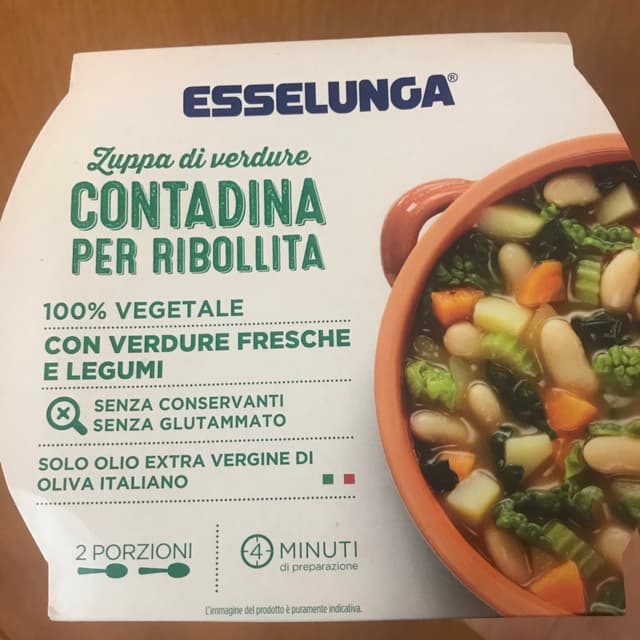 ESSELUNGA®
Zuppa di verdure
CONTADINA
PER RIBOLLITA
100% VEGETALE
CON VERDURE FRESCHE
E LEGUMI
SENZA CONSERVANTI
SENZA GLUTAMMATO
SOLO OLIO EXTRA VERGINE DI
OLIVA ITALIANO
2 PORZIONI
4 MINUTI
di preparazione
L'immagine del prodotto è puramente indicativa.